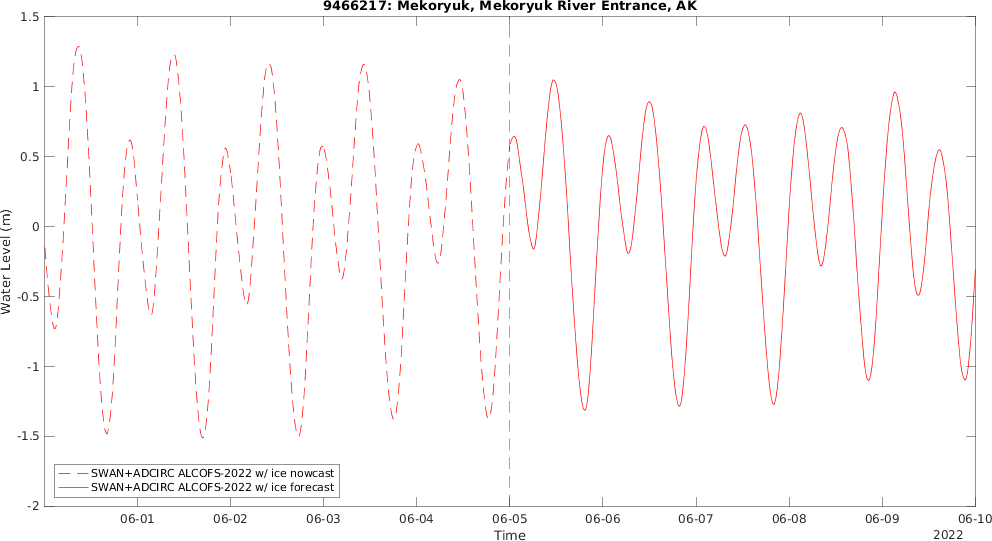 9466217: Mekoryuk, Mekoryuk River Entrance, AK
1.5
1
0.5
0
-0.5
-1
-1.5
-2
Water Level (m)
SWAN+ADCIRC ALCOFS-2022 w/ ice nowcast
SWAN+ADCIRC ALCOFS-2022 w/ ice forecast
06-01 06-02 06-03 06-04 06-05 06-06 06-07 06-08 06-09 06-10
Time
2022